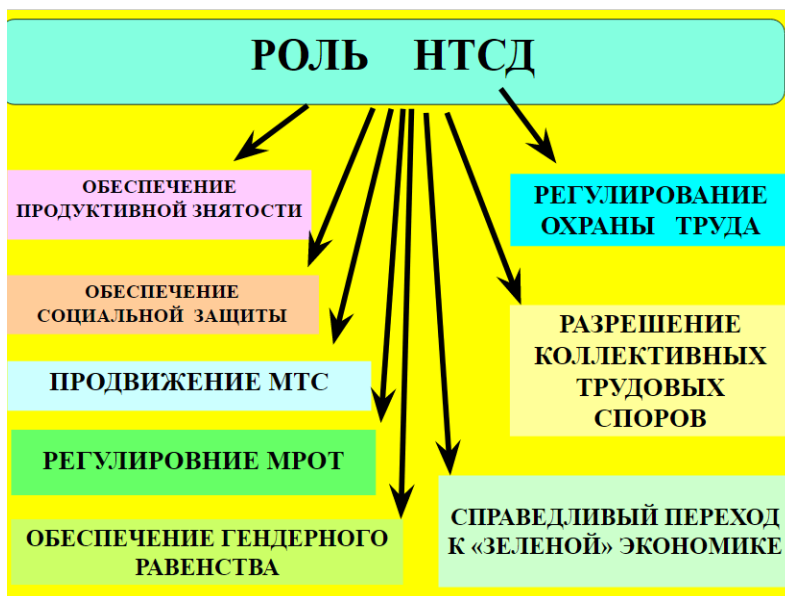 РОЛЬ НТСД
ОБЕСПЕЧЕНИЕ
ПРОДУКТИВНОЙ ЗНЯТОСТИ
ОБЕСПЕЧЕНИЕ
СОЦИАЛЬНОЙ ЗАЩИТЫ
ПРОДВИЖЕНИЕ МТС
РЕГУЛИРОВНИЕ МРОТ
ОБЕСПЕЧЕНИЕ ГЕНДЕРНОГО
РАВЕНСТВА
РЕГУЛИРОВАНИЕ
ОХРАНЫ ТРУДА
РАЗРЕШЕНИЕ
КОЛЛЕКТИВНЫХ
ТРУДОВЫХ
СПОРОВ
СПРАВЕДЛИВЫЙ ПЕРЕХОД
К «ЗЕЛЕНОЙ» ЭКОНОМИКЕ